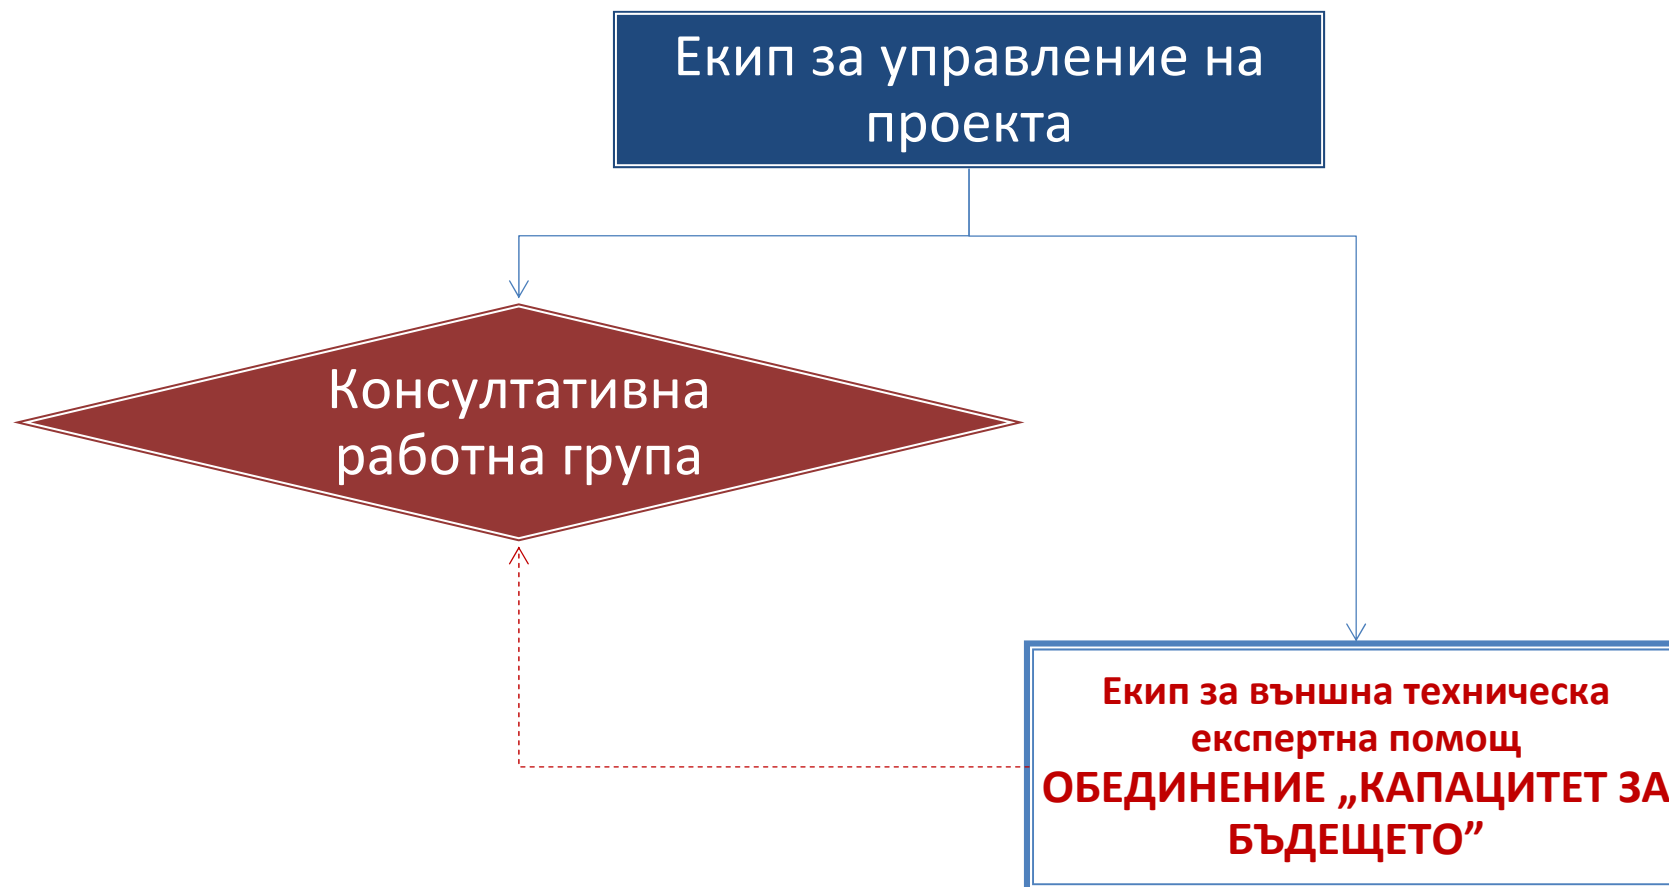 Екип за управление на
проекта
Консултативна
работна група
Екип за външна техническа
експертна помощ
ОБЕДИНЕНИЕ „КАПАЦИТЕТ ЗА
БЪДЕЩЕТО”